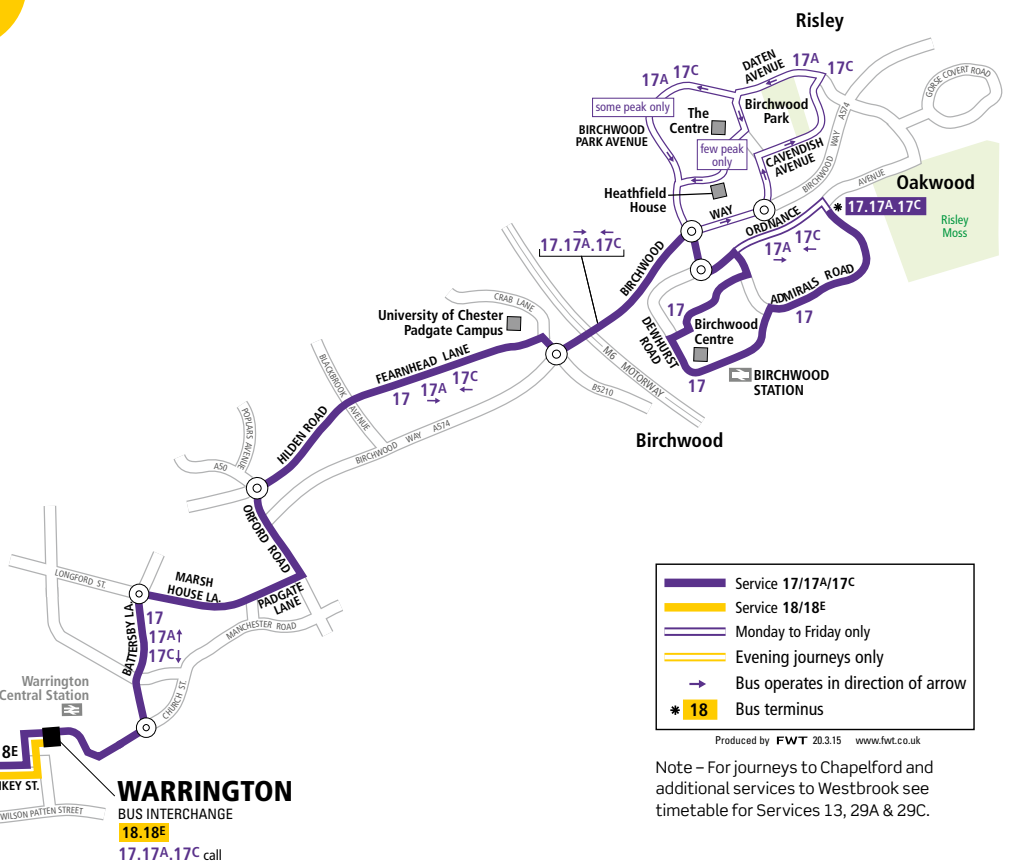 Risley
DATEN
AVENUE
17A
17C
17A 17C
some peak only
The
Centre
Birchwood
Park
BIRCHWOOD
PARK AVENUE
few peak
only
CAVENDISH
AVENUE
BIRCHWOOD WAY A574
GORSE COVERT ROAD
AVENUE
Oakwood
Heathfield
House
WAY
ORDNANCE
* 17.17A.17C
Risley
Moss
17.17A.17C
17A
17C
BIRCHWOOD
ADMIRALS ROAD
CRAB LANE
University of Chester
Padgate Campus
17
Birchwood
Centre
17
DEWHURST
ROAD
M6 MOTORWAY
BIRCHWOOD
STATION
17
FEARNHEAD LANE
17 17A 17C
BLACKBROOK
AVENUE
B5210
Birchwood
POPLARS AVENUE
HILDEN ROAD
BIRCHWOOD WAY A574
A50
ORFORD ROAD
LONGFORD ST.
MARSH
HOUSE LA.
PADGATE
LANE
BATTERSBY LA.
17
17A↑
17C↓
MANCHESTER ROAD
CHURCH ST.
Warrington
Central Station
8E
KEY ST.
WILSON PATTEN STREET
WARRINGTON
BUS INTERCHANGE
18.18E
17.17A.17C call
Service 17/17A/17C
Service 18/18E
Monday to Friday only
Evening journeys only
→ Bus operates in direction of arrow
* 18 Bus terminus
Produced by FWT 20.3.15 www.fwt.co.uk
Note – For journeys to Chapelford and
additional services to Westbrook see
timetable for Services 13, 29A & 29C.